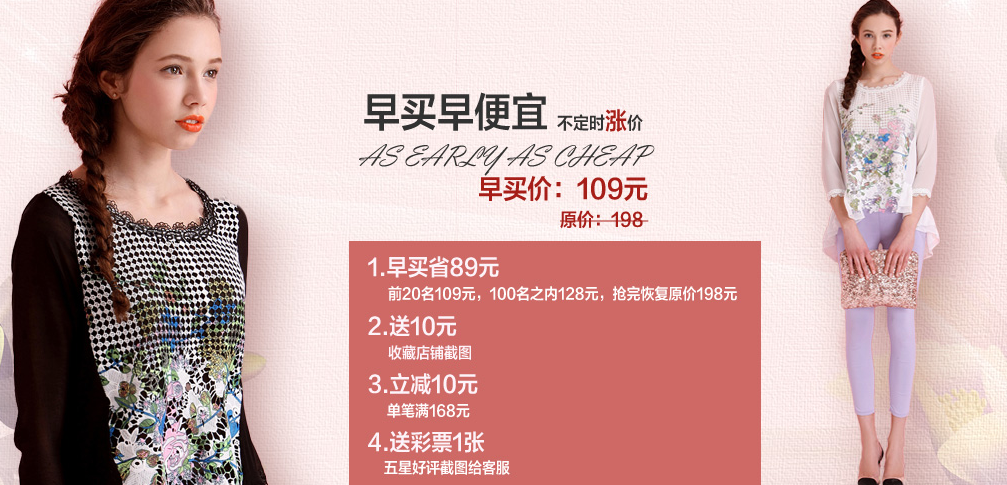 早买早便宜 不定时涨价
AS EARLY AS CHEAP
早买价：109元
原价：198
1.早买省89元
前20名109元，100名之内128元，抢完恢复原价198元
2.送10元
收藏店铺截图
3.立减10元
单笔满168元
4.送彩票1张
五星好评截图给客服